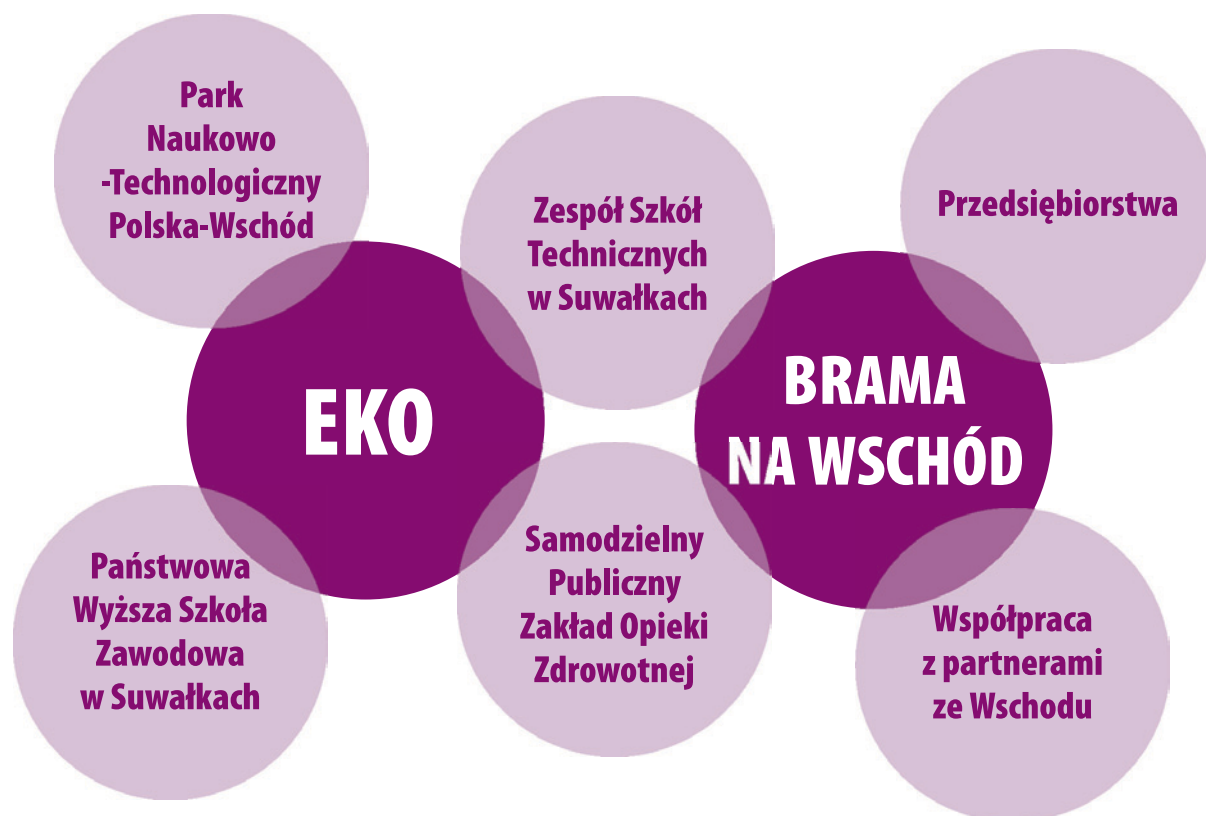 Park
Naukowo
-Technologiczny
Polska-Wschód
Zespół Szkół
Technicznych
w Suwałkach
Przedsiębiorstwa
EKO
BRAMA
NA WSCHÓD
Państwowa
Wyższa Szkoła
Zawodowa
w Suwałkach
Samodzielny
Publiczny
Zakład Opieki
Zdrowotnej
Współpraca
z partnerami
ze Wschodu